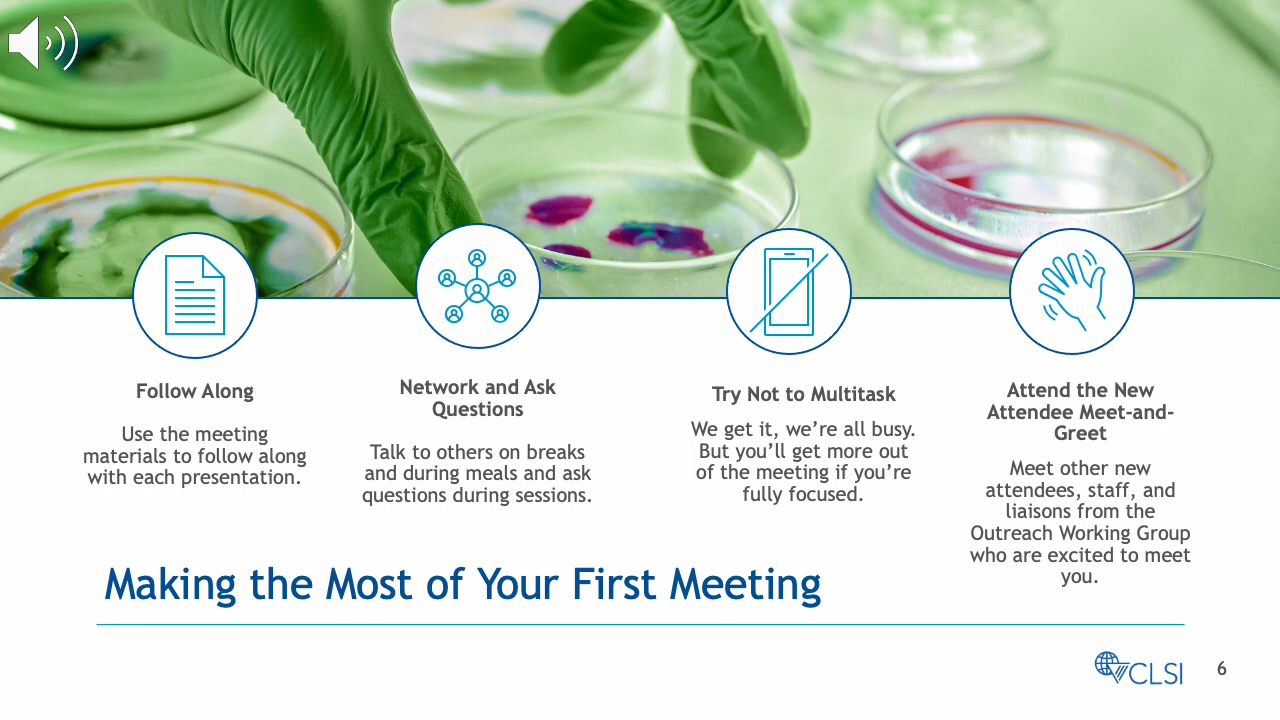 Follow Along
Use the meeting
materials to follow along
with each presentation.
Network and Ask
Questions
Talk to others on breaks
and during meals and ask
questions during sessions.
Try Not to Multitask
We get it, we’re all busy.
But you’ll get more out
of the meeting if you’re
fully focused.
Attend the New
Attendee Meet-and-
Greet
Meet other new
attendees, staff, and
liaisons from the
Outreach Working Group
who are excited to meet
you.
Making the Most of Your First Meeting
CLSI
6